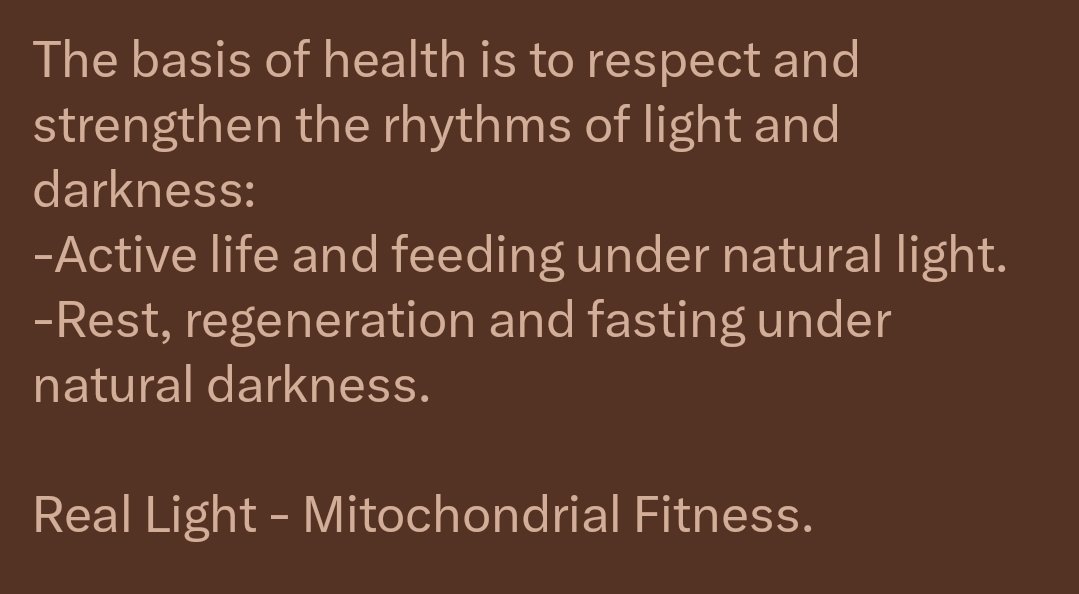 The basis of health is to respect and
strengthen the rhythms of light and
darkness:
-Active life and feeding under natural light.
-Rest, regeneration and fasting under
natural darkness.
Real Light - Mitochondrial Fitness.